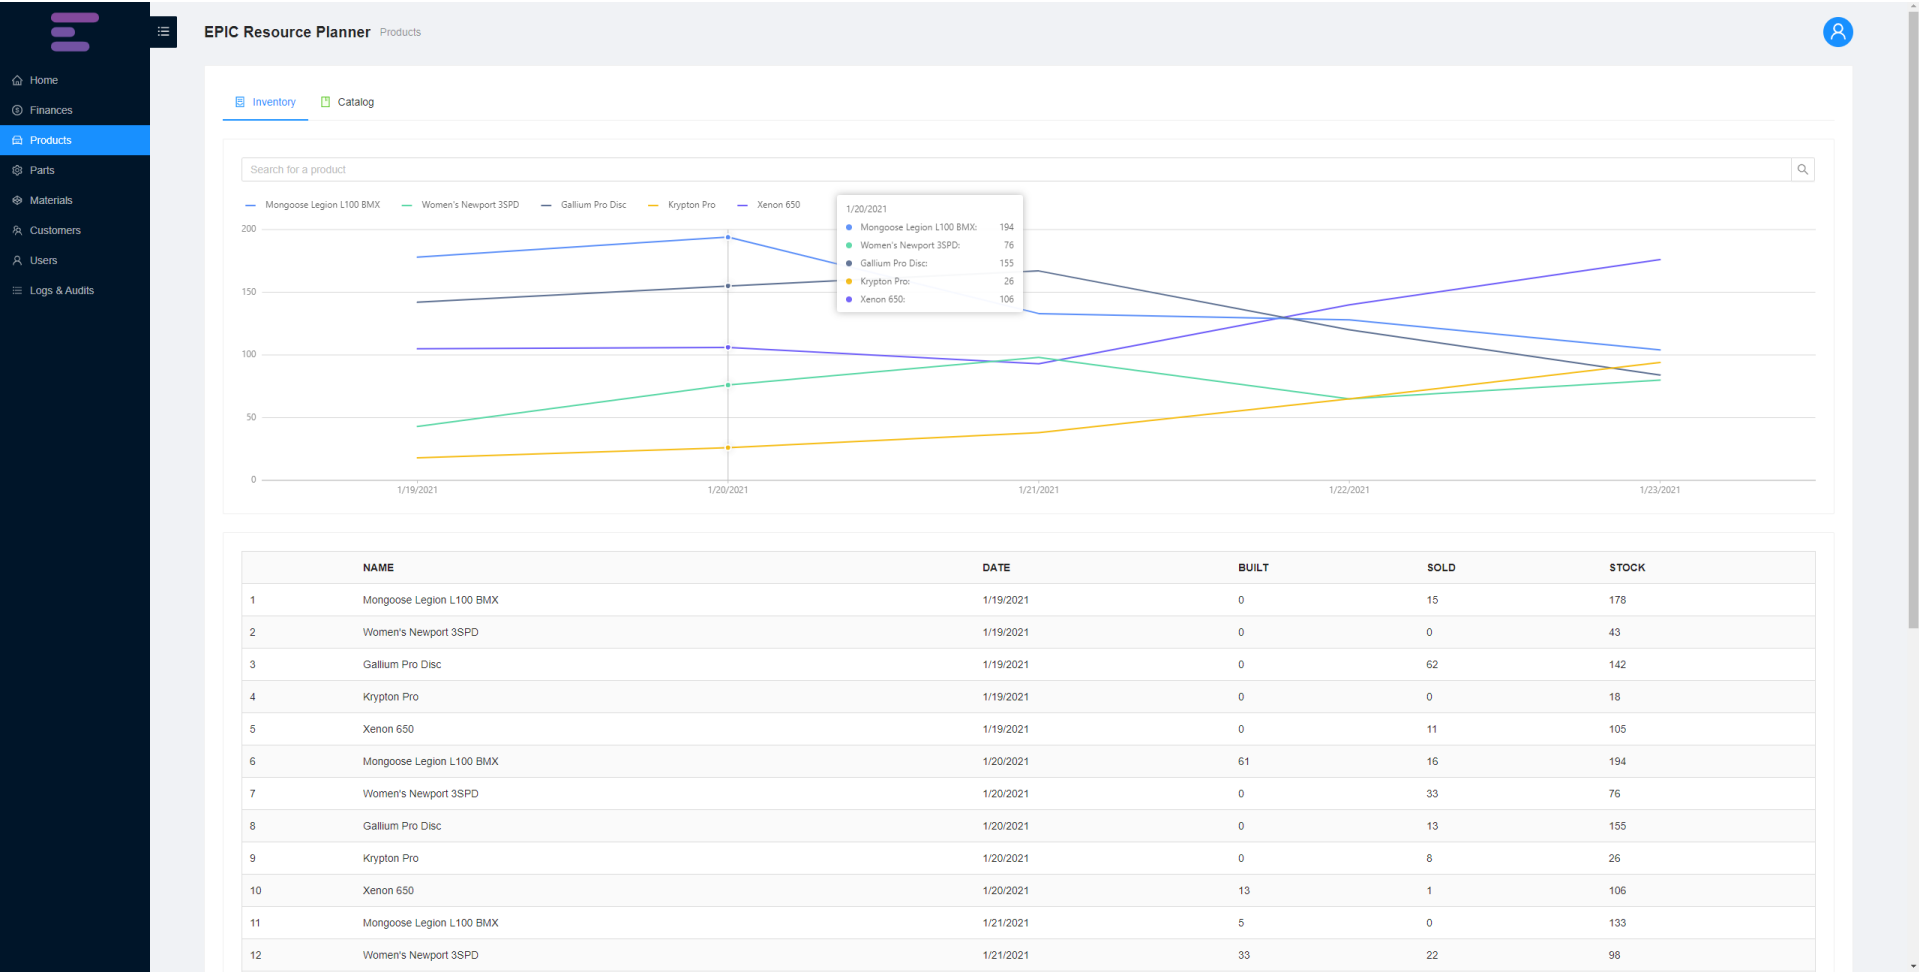 EPIC Resource Planner Products
Home
Finances
Products
Parts
Materials
Customers
Users
Logs & Audits
Inventory Catalog
Search for a product
Mongoose Legion L100 BMX Women's Newport 3SPD Gallium Pro Disc Krypton Pro Xenon 650
1/20/2021
Mongoose Legion L100 BMX: 194
Women's Newport 3SPD: 76
Gallium Pro Disc: 155
Krypton Pro: 26
Xenon 650: 106
200
150
100
50
0
1/19/2021 1/20/2021 1/21/2021 1/22/2021 1/23/2021
NAME DATE BUILT SOLD STOCK
1 Mongoose Legion L100 BMX 1/19/2021 0 15 178
2 Women's Newport 3SPD 1/19/2021 0 0 43
3 Gallium Pro Disc 1/19/2021 0 62 142
4 Krypton Pro 1/19/2021 0 0 18
5 Xenon 650 1/19/2021 0 11 105
6 Mongoose Legion L100 BMX 1/20/2021 61 16 194
7 Women's Newport 3SPD 1/20/2021 0 33 76
8 Gallium Pro Disc 1/20/2021 0 13 155
9 Krypton Pro 1/20/2021 0 8 26
10 Xenon 650 1/20/2021 13 1 106
11 Mongoose Legion L100 BMX 1/21/2021 5 0 133
12 Women's Newport 3SPD 1/21/2021 33 22 98